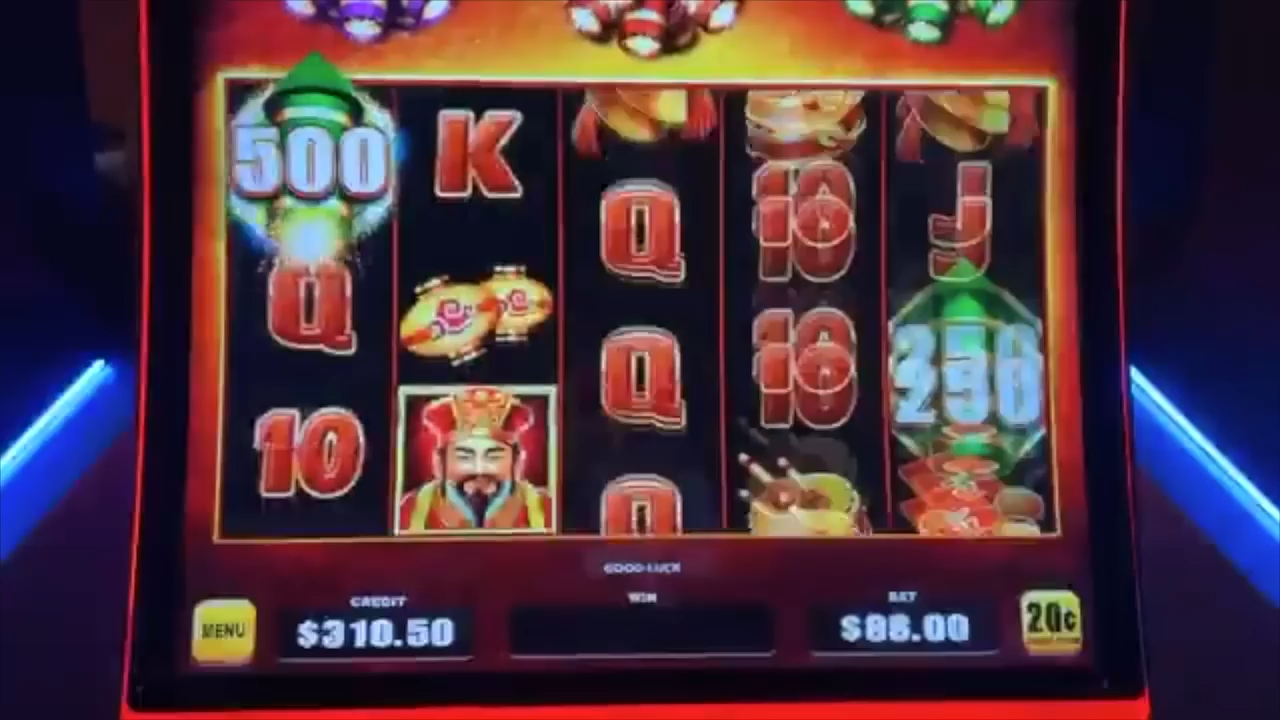 500
K
10
J
Q
10
250
Q
Q
10
Q
GOOD LUCK
CREDIT
WIN
BET
MENU
$310.50
$88.00
20¢